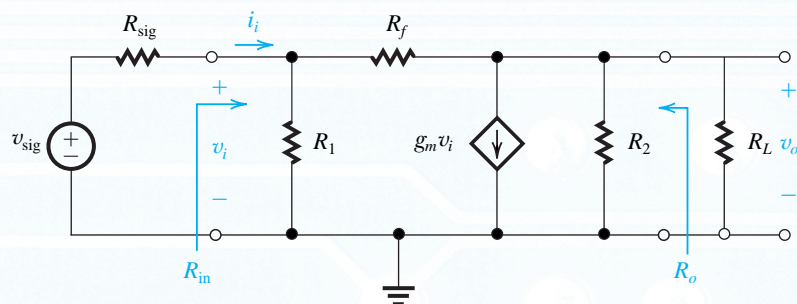 R_sig
i_i
R_f
+
v_sig
+
−
v_i
−
R_in
R_1
g_m v_i
R_2
R_o
R_L
+
v_o
−